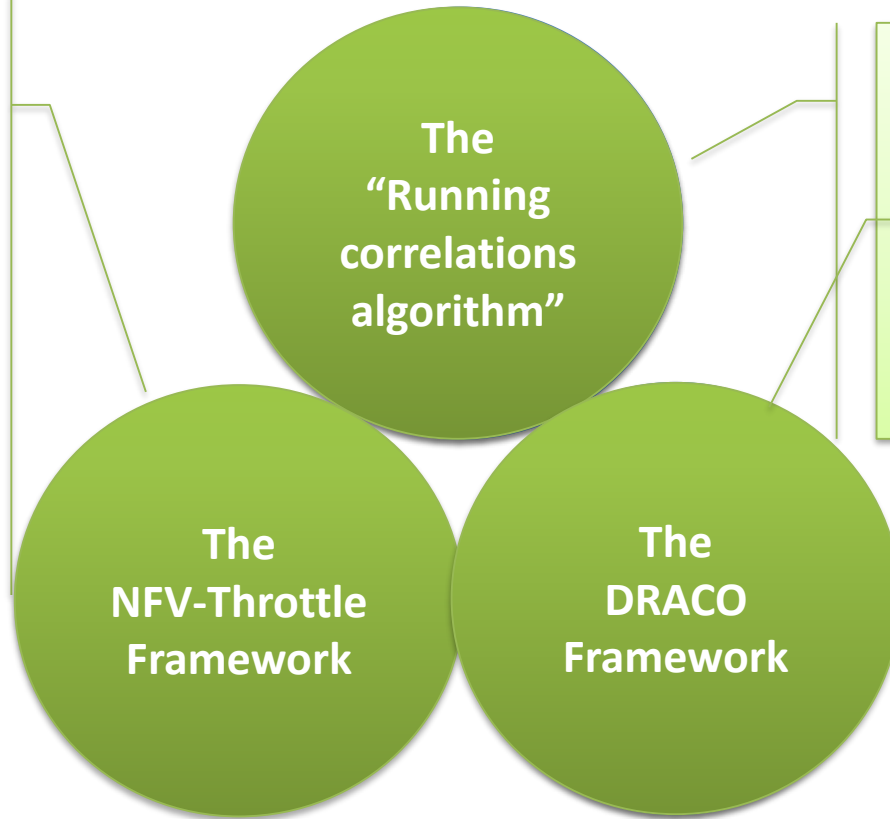 The
“Running
correlations
algorithm”
The
NFV-Throttle
Framework
The
DRACO
Framework